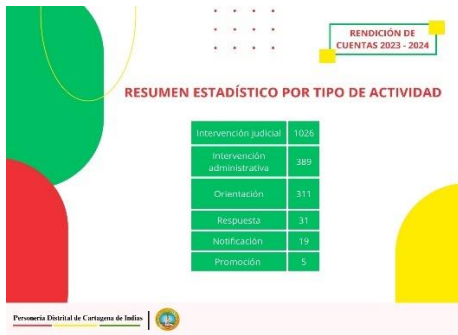 RENDICIÓN DE
CUENTAS 2023 - 2024
RESUMEN ESTADÍSTICO POR TIPO DE ACTIVIDAD
Intervención judicial 1026
Intervención
administrativa 389
Orientación 311
Respuesta 31
Notificación 19
Promoción 5
Personería Distrital de Cartagena de Indias